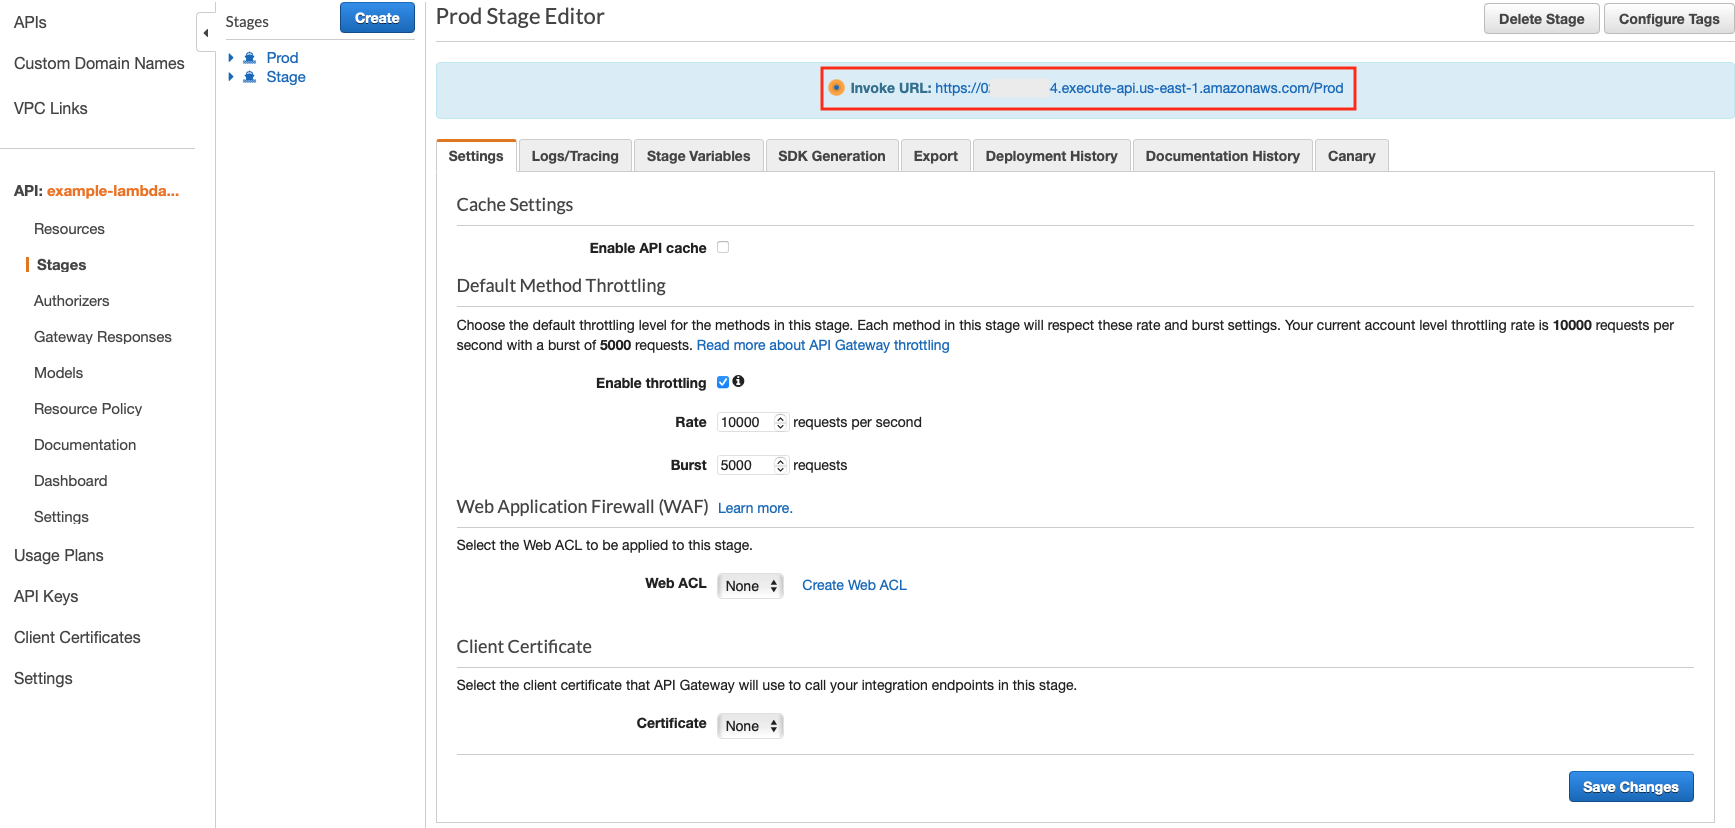 APIs
Custom Domain Names
VPC Links
API: example-lambda...
Resources
Stages
Authorizers
Gateway Responses
Models
Resource Policy
Documentation
Dashboard
Settings
Usage Plans
API Keys
Client Certificates
Settings
Stages
Create
Prod
Stage
Prod Stage Editor
Delete Stage
Configure Tags
Invoke URL: https://0 4.execute-api.us-east-1.amazonaws.com/Prod
Settings
Logs/Tracing
Stage Variables
SDK Generation
Export
Deployment History
Documentation History
Canary
Cache Settings
Enable API cache
Default Method Throttling
Choose the default throttling level for the methods in this stage. Each method in this stage will respect these rate and burst settings. Your current account level throttling rate is 10000 requests per
second with a burst of 5000 requests. Read more about API Gateway throttling
Enable throttling
Rate 10000 requests per second
Burst 5000 requests
Web Application Firewall (WAF) Learn more.
Select the Web ACL to be applied to this stage.
Web ACL None Create Web ACL
Client Certificate
Select the client certificate that API Gateway will use to call your integration endpoints in this stage.
Certificate None
Save Changes